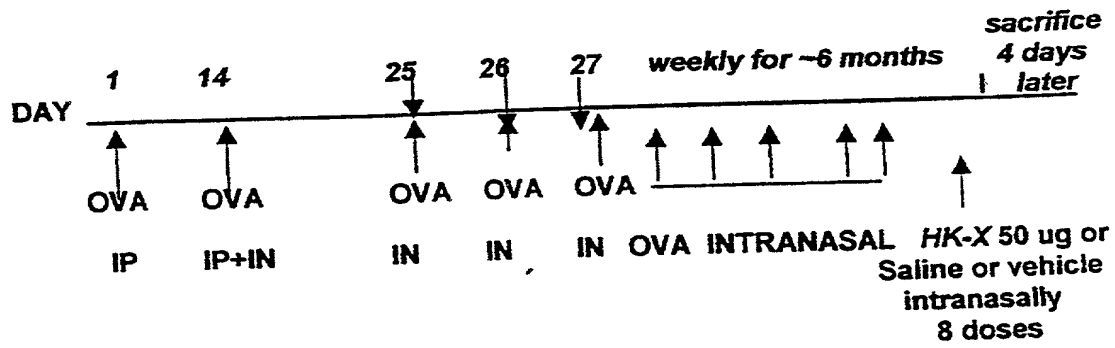 sacrifice
1 14 25 26 27 weekly for ~6 months 4 days
later
DAY
OVA OVA OVA OVA OVA
IP IP+IN IN IN IN OVA INTRANASAL HK-X 50 ug or
Saline or vehicle
intranasally
8 doses